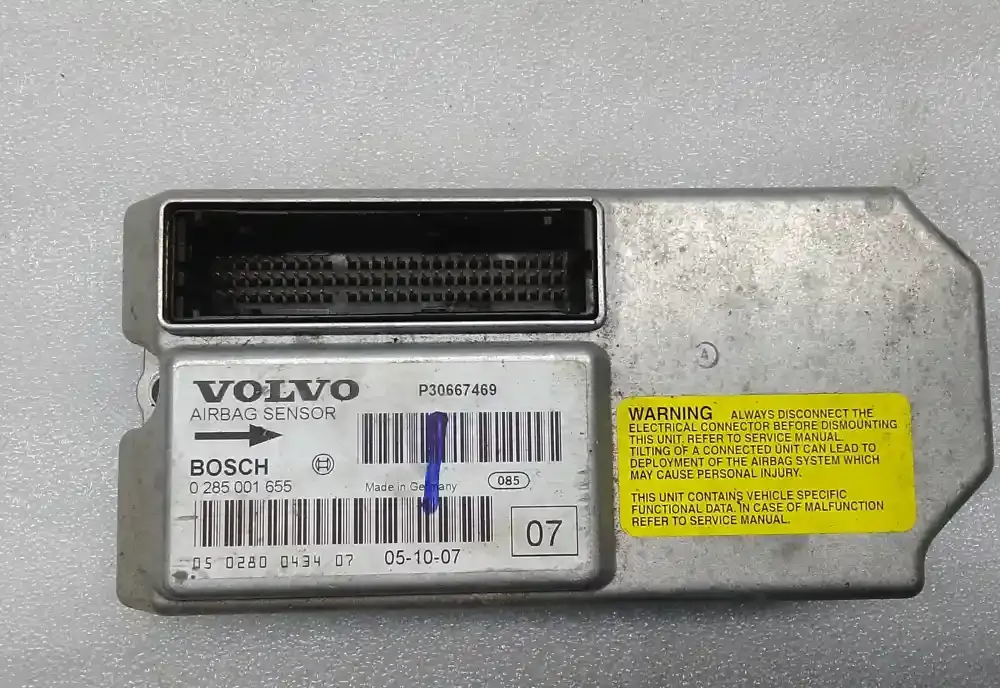 VOLVO
P30667469
AIRBAG SENSOR
BOSCH
0 285 001 655
Made in Germany
085
05 0280 0434 07
05-10-07
07
4
WARNING ALWAYS DISCONNECT THE
ELECTRICAL CONNECTOR BEFORE DISMOUNTING
THIS UNIT. REFER TO SERVICE MANUAL.
TILTING OF A CONNECTED UNIT CAN LEAD TO
DEPLOYMENT OF THE AIRBAG SYSTEM WHICH
MAY CAUSE PERSONAL INJURY.
THIS UNIT CONTAINS VEHICLE SPECIFIC
FUNCTIONAL DATA. IN CASE OF MALFUNCTION
REFER TO SERVICE MANUAL.